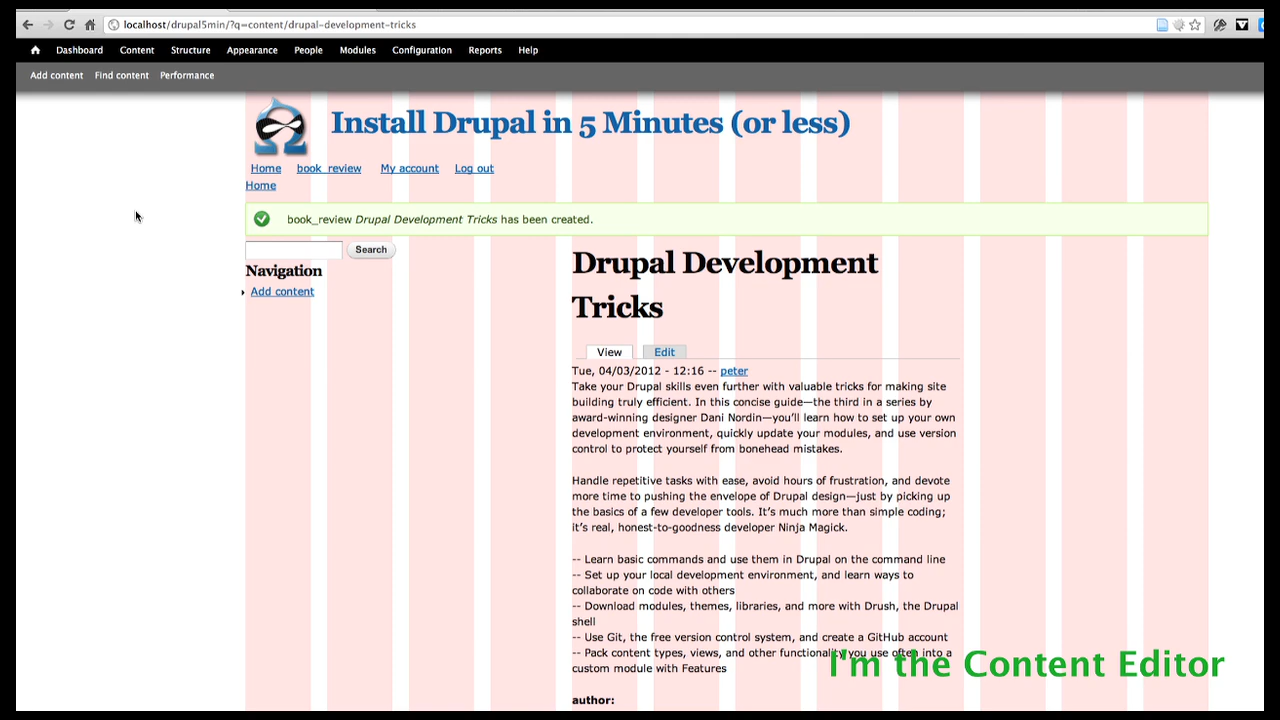 localhost/drupal5min/?q=content/drupal-development-tricks
Dashboard Content Structure Appearance People Modules Configuration Reports Help
Add content Find content Performance
Install Drupal in 5 Minutes (or less)
Home book_review My account Log out
Home
book_review Drupal Development Tricks has been created.
Search
Navigation
Add content
Drupal Development
Tricks
View Edit
Tue, 04/03/2012 - 12:16 -- peter
Take your Drupal skills even further with valuable tricks for making site
building truly efficient. In this concise guide—the third in a series by
award-winning designer Dani Nordin—you’ll learn how to set up your own
development environment, quickly update your modules, and use version
control to protect yourself from bonehead mistakes.
Handle repetitive tasks with ease, avoid hours of frustration, and devote
more time to pushing the envelope of Drupal design—just by picking up
the basics of a few developer tools. It’s much more than simple coding;
it’s real, honest-to-goodness developer Ninja Magick.
-- Learn basic commands and use them in Drupal on the command line
-- Set up your local development environment, and learn ways to
collaborate on code with others
-- Download modules, themes, libraries, and more with Drush, the Drupal
shell
-- Use Git, the free version control system, and create a GitHub account
-- Pack content types, views, and other functionality you use often into a
custom module with Features
I'm the Content Editor
author: